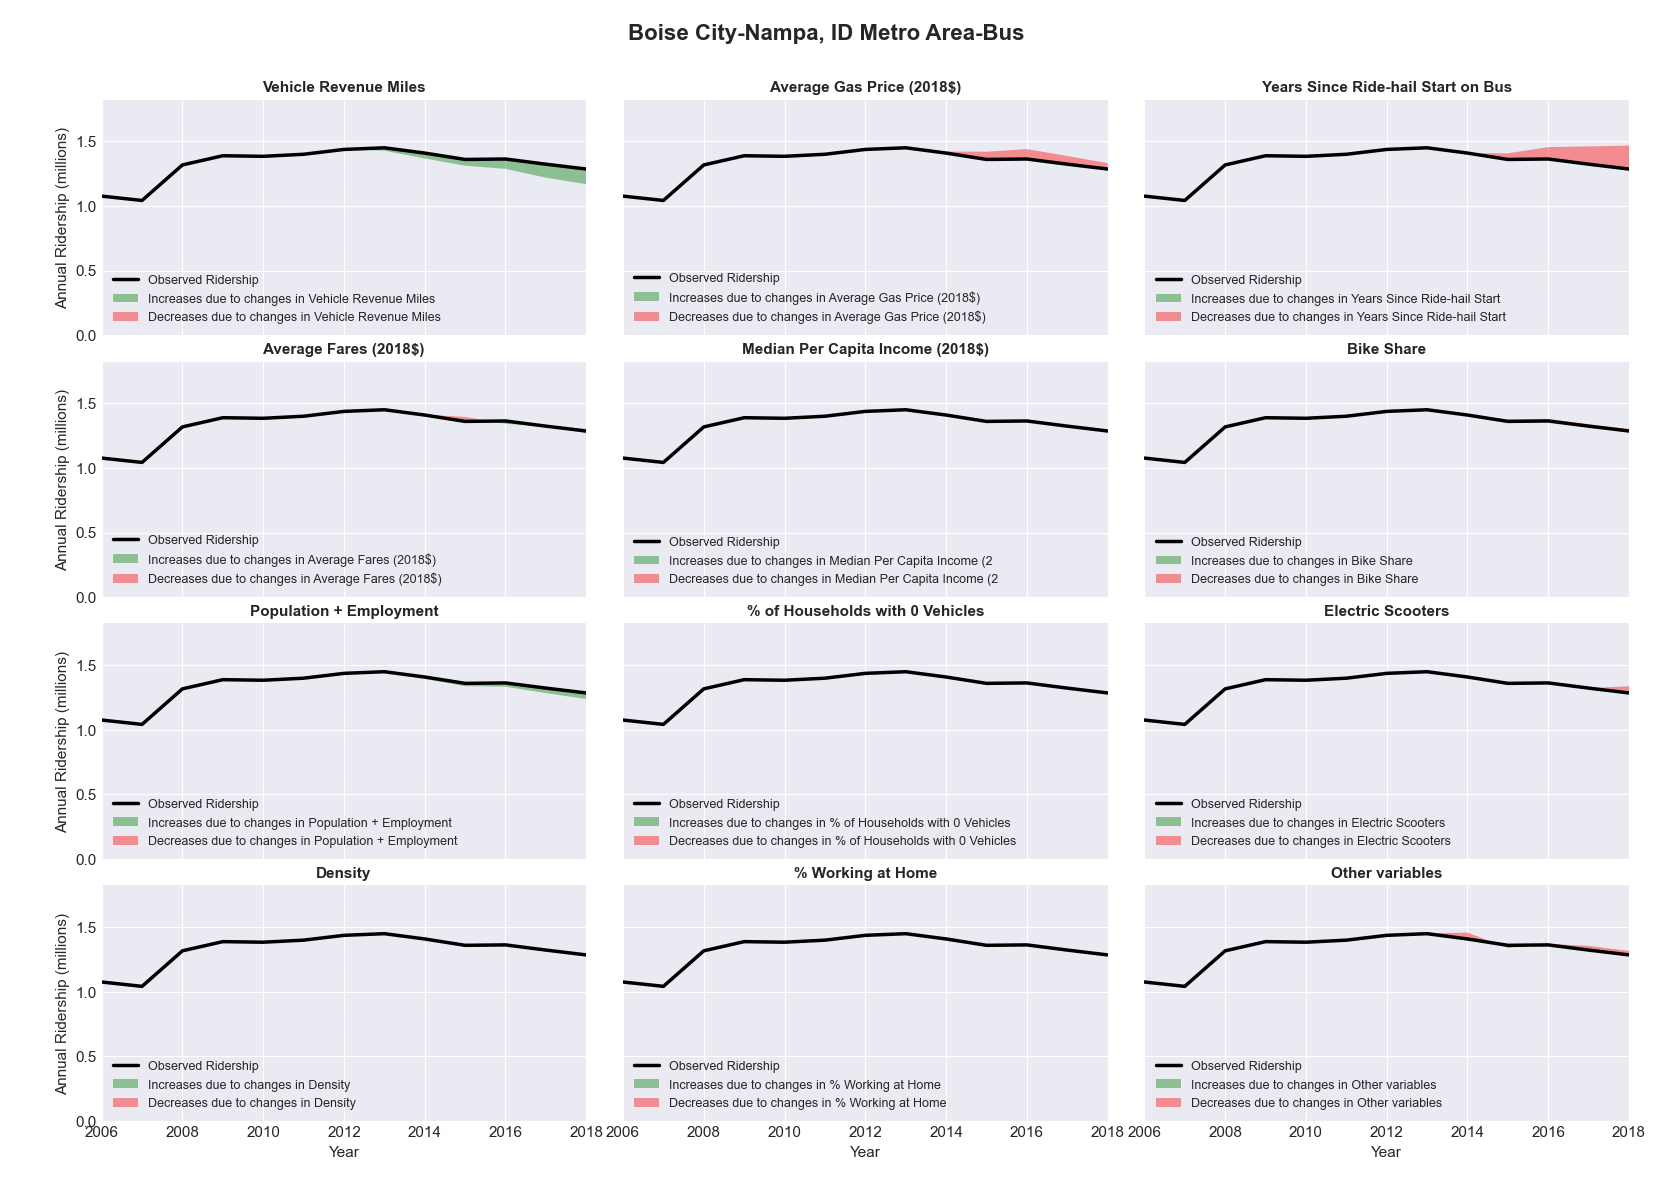 Boise City-Nampa, ID Metro Area-Bus
Vehicle Revenue Miles
Annual Ridership (millions)
1.5
1.0
0.5
0.0
Observed Ridership
Increases due to changes in Vehicle Revenue Miles
Decreases due to changes in Vehicle Revenue Miles
Average Gas Price (2018$)
Observed Ridership
Increases due to changes in Average Gas Price (2018$)
Decreases due to changes in Average Gas Price (2018$)
Years Since Ride-hail Start on Bus
Observed Ridership
Increases due to changes in Years Since Ride-hail Start
Decreases due to changes in Years Since Ride-hail Start
Average Fares (2018$)
Annual Ridership (millions)
1.5
1.0
0.5
0.0
Observed Ridership
Increases due to changes in Average Fares (2018$)
Decreases due to changes in Average Fares (2018$)
Median Per Capita Income (2018$)
Observed Ridership
Increases due to changes in Median Per Capita Income (2
Decreases due to changes in Median Per Capita Income (2
Bike Share
Observed Ridership
Increases due to changes in Bike Share
Decreases due to changes in Bike Share
Population + Employment
Annual Ridership (millions)
1.5
1.0
0.5
0.0
Observed Ridership
Increases due to changes in Population + Employment
Decreases due to changes in Population + Employment
% of Households with 0 Vehicles
Observed Ridership
Increases due to changes in % of Households with 0 Vehicles
Decreases due to changes in % of Households with 0 Vehicles
Electric Scooters
Observed Ridership
Increases due to changes in Electric Scooters
Decreases due to changes in Electric Scooters
Density
Annual Ridership (millions)
1.5
1.0
0.5
0.0
Observed Ridership
Increases due to changes in Density
Decreases due to changes in Density
2006 2008 2010 2012 2014 2016 2018
Year
% Working at Home
Observed Ridership
Increases due to changes in % Working at Home
Decreases due to changes in % Working at Home
2006 2008 2010 2012 2014 2016 2018
Year
Other variables
Observed Ridership
Increases due to changes in Other variables
Decreases due to changes in Other variables
2006 2008 2010 2012 2014 2016 2018
Year